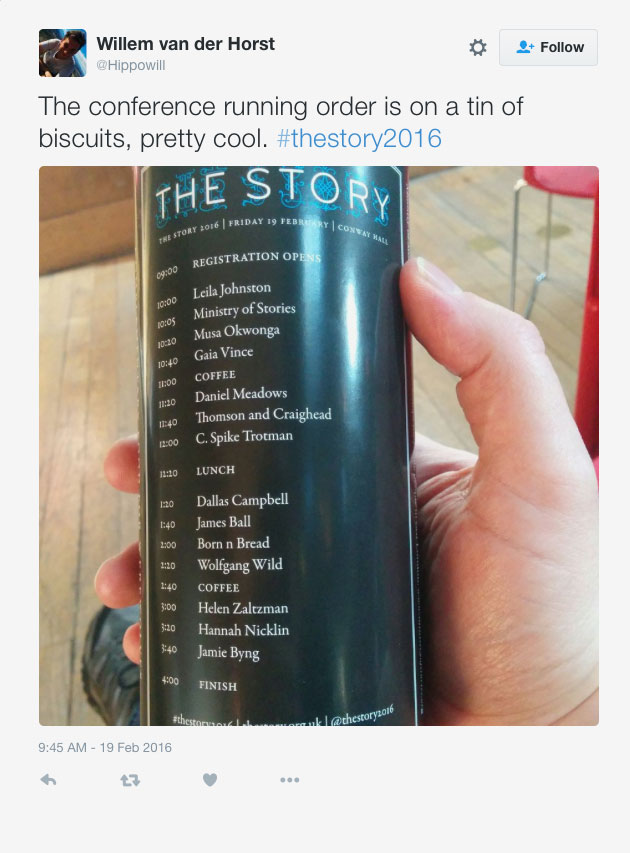 Willem van der Horst
@Hippowill
Follow
The conference running order is on a tin of
biscuits, pretty cool. #thestory2016
THE STORY
THE STORY 2016 | FRIDAY 19 FEBRUARY | CONWAY HALL
09:00 REGISTRATION OPENS
10:00 Leila Johnston
10:05 Ministry of Stories
10:20 Musa Okwonga
10:40 Gaia Vince
11:00 COFFEE
11:20 Daniel Meadows
11:40 Thomson and Craighead
12:00 C. Spike Trotman
12:20 LUNCH
1:20 Dallas Campbell
1:40 James Ball
2:00 Born n Bread
2:20 Wolfgang Wild
2:40 COFFEE
3:00 Helen Zaltzman
3:20 Hannah Nicklin
3:40 Jamie Byng
4:00 FINISH
#thestory2016 | thestory.org.uk | @thestory2016
9:45 AM - 19 Feb 2016